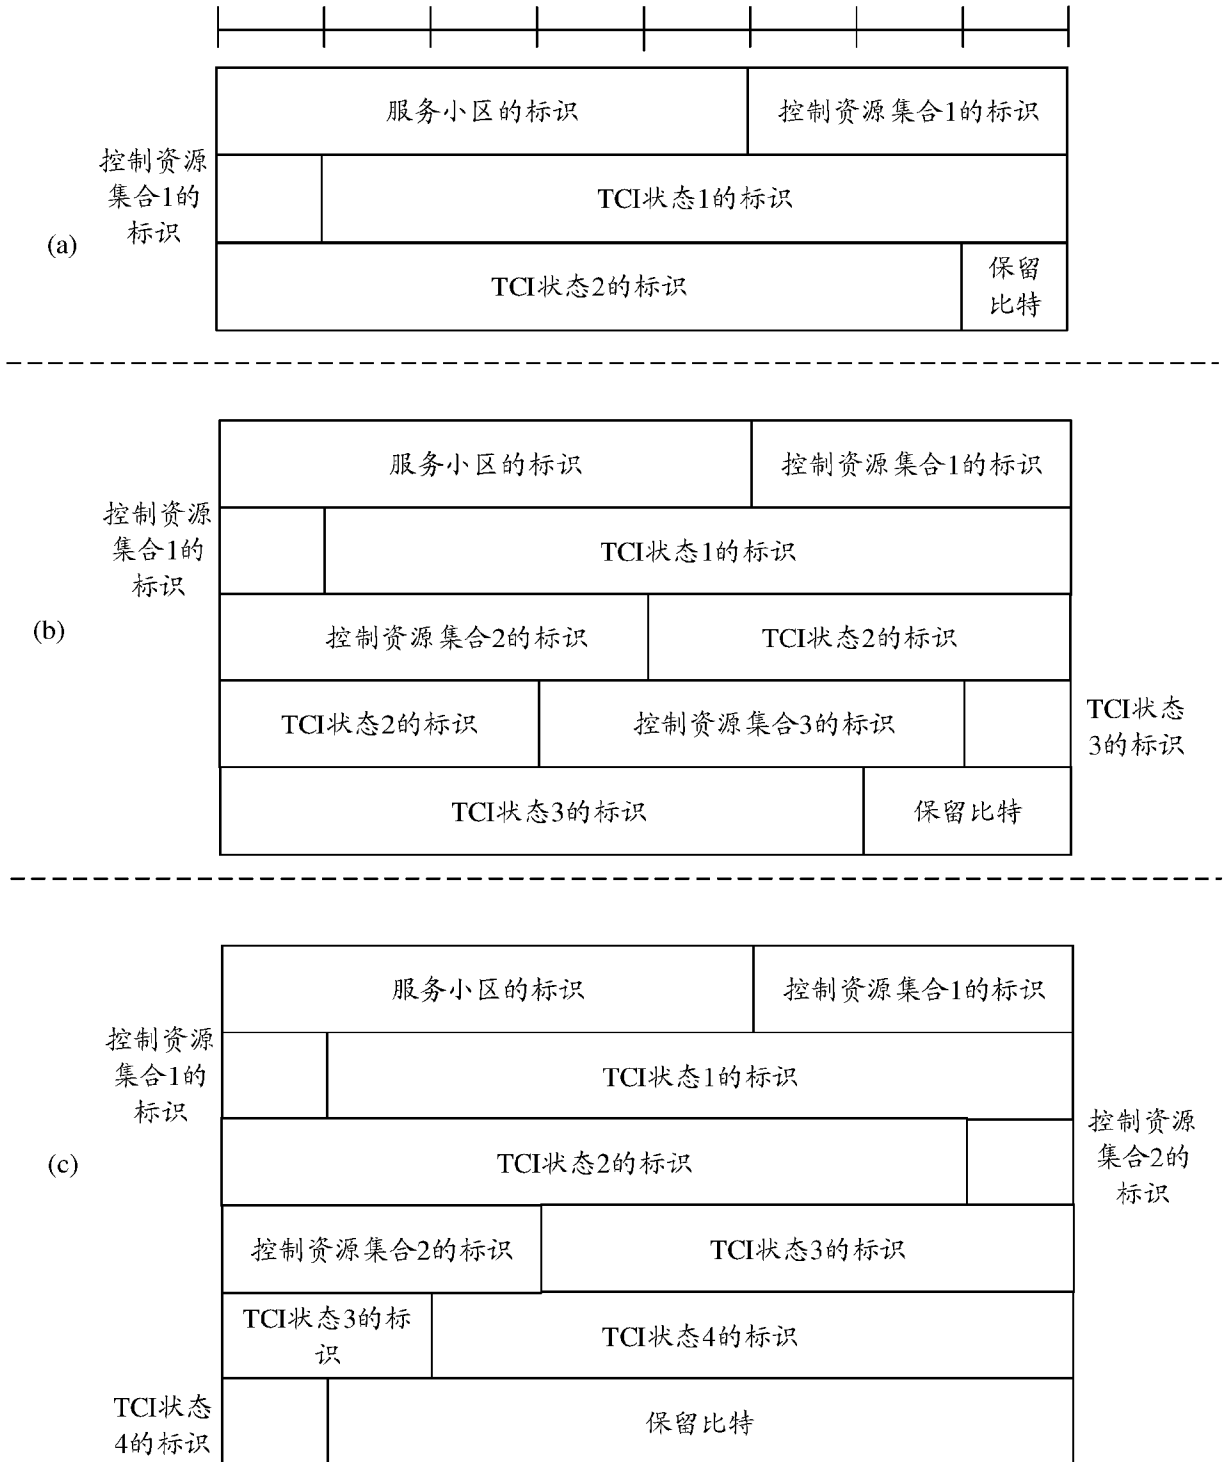 服务小区的标识
控制资源集合1的标识
控制资源
集合1的
标识
TCI状态1的标识
(a)
TCI状态2的标识
保留
比特
服务小区的标识
控制资源集合1的标识
控制资源
集合1的
标识
TCI状态1的标识
(b)
控制资源集合2的标识
TCI状态2的标识
TCI状态2的标识
控制资源集合3的标识
TCI状态
3的标识
TCI状态3的标识
保留比特
服务小区的标识
控制资源集合1的标识
控制资源
集合1的
标识
TCI状态1的标识
(c)
TCI状态2的标识
控制资源
集合2的
标识
控制资源集合2的标识
TCI状态3的标识
TCI状态3的标
识
TCI状态4的标识
TCI状态
4的标识
保留比特